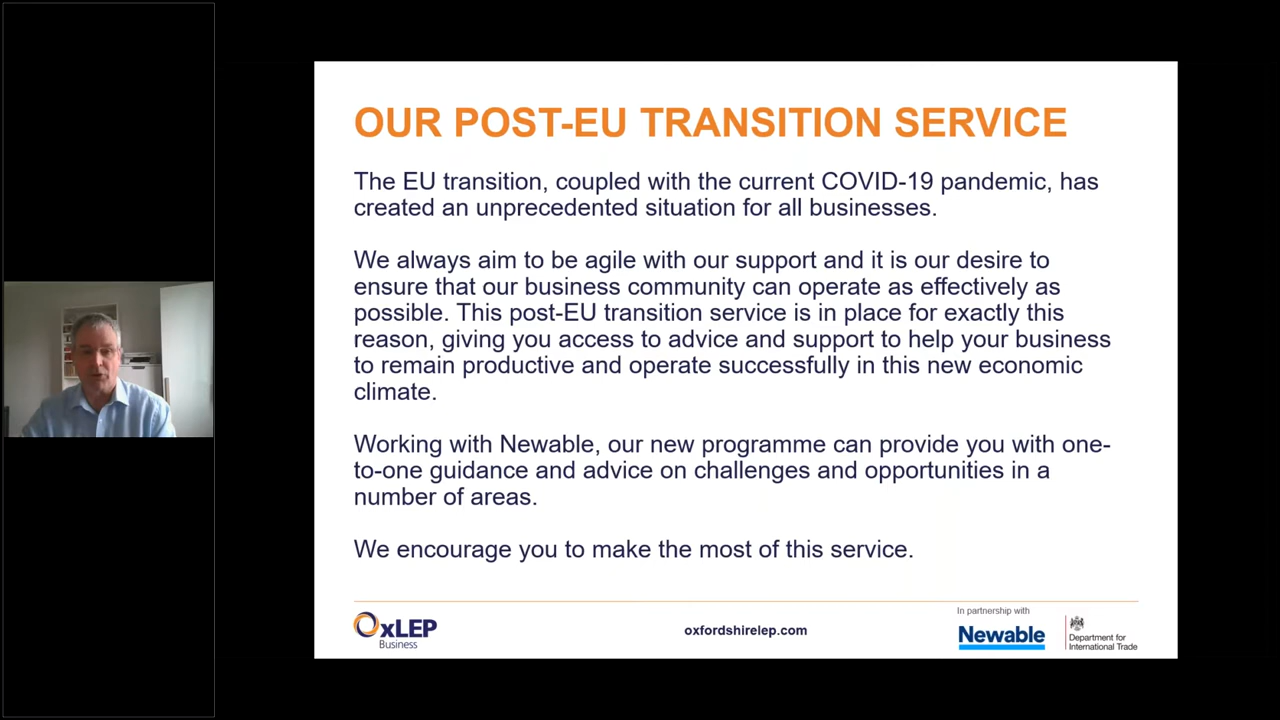 OUR POST-EU TRANSITION SERVICE
The EU transition, coupled with the current COVID-19 pandemic, has
created an unprecedented situation for all businesses.
We always aim to be agile with our support and it is our desire to
ensure that our business community can operate as effectively as
possible. This post-EU transition service is in place for exactly this
reason, giving you access to advice and support to help your business
to remain productive and operate successfully in this new economic
climate.
Working with Newable, our new programme can provide you with one-
to-one guidance and advice on challenges and opportunities in a
number of areas.
We encourage you to make the most of this service.
OxLEP
Business
oxfordshirelep.com
In partnership with
Newable
Department for
International Trade